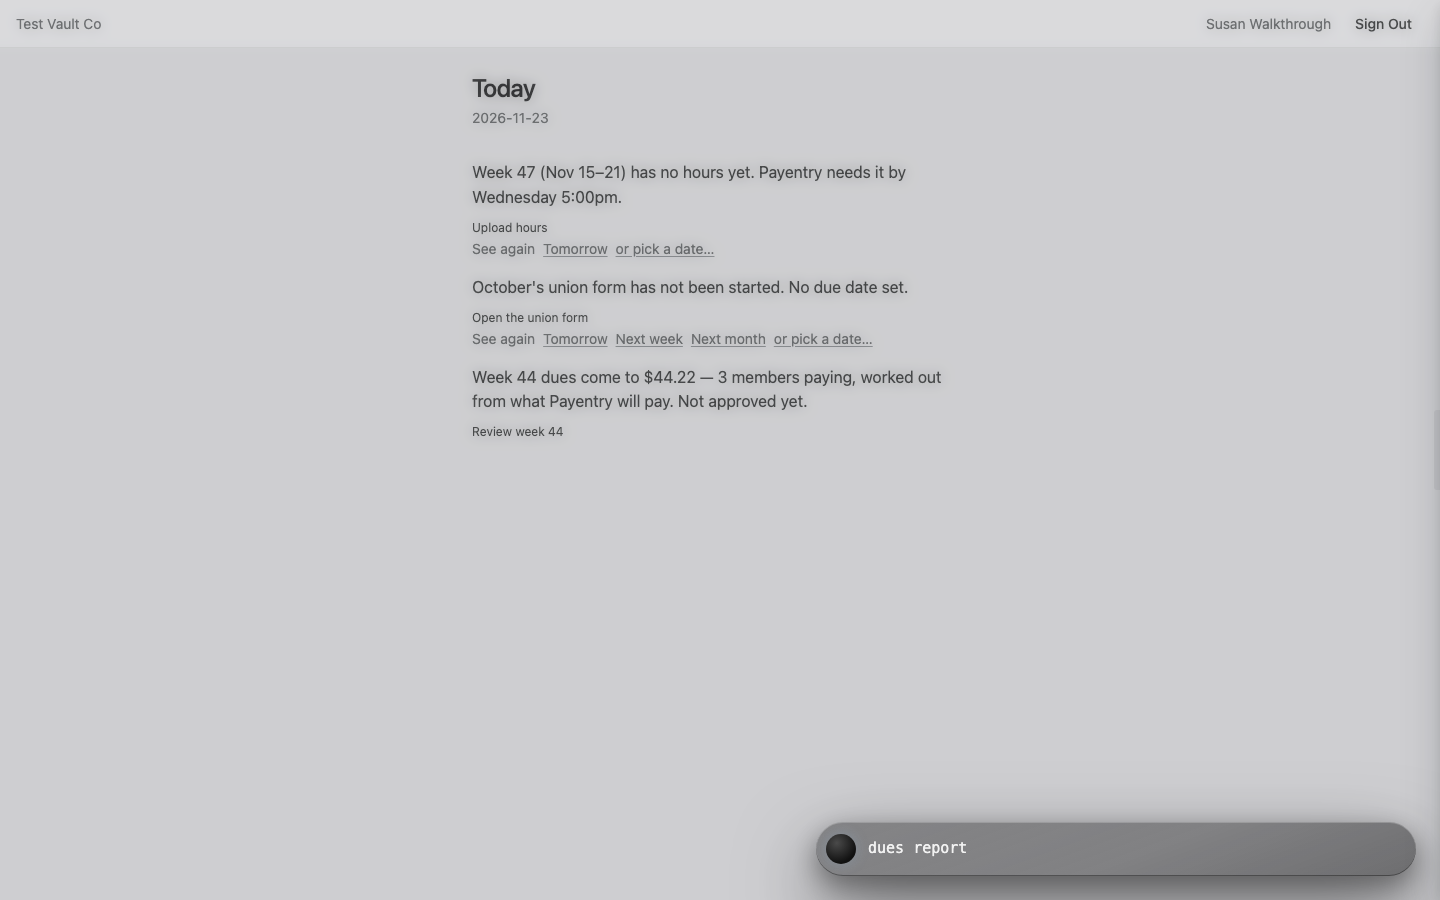 Test Vault Co
Susan Walkthrough
Sign Out
Today
2026-11-23
Week 47 (Nov 15–21) has no hours yet. Payentry needs it by
Wednesday 5:00pm.
Upload hours
See again Tomorrow or pick a date...
October's union form has not been started. No due date set.
Open the union form
See again Tomorrow Next week Next month or pick a date...
Week 44 dues come to $44.22 — 3 members paying, worked out
from what Payentry will pay. Not approved yet.
Review week 44
dues report